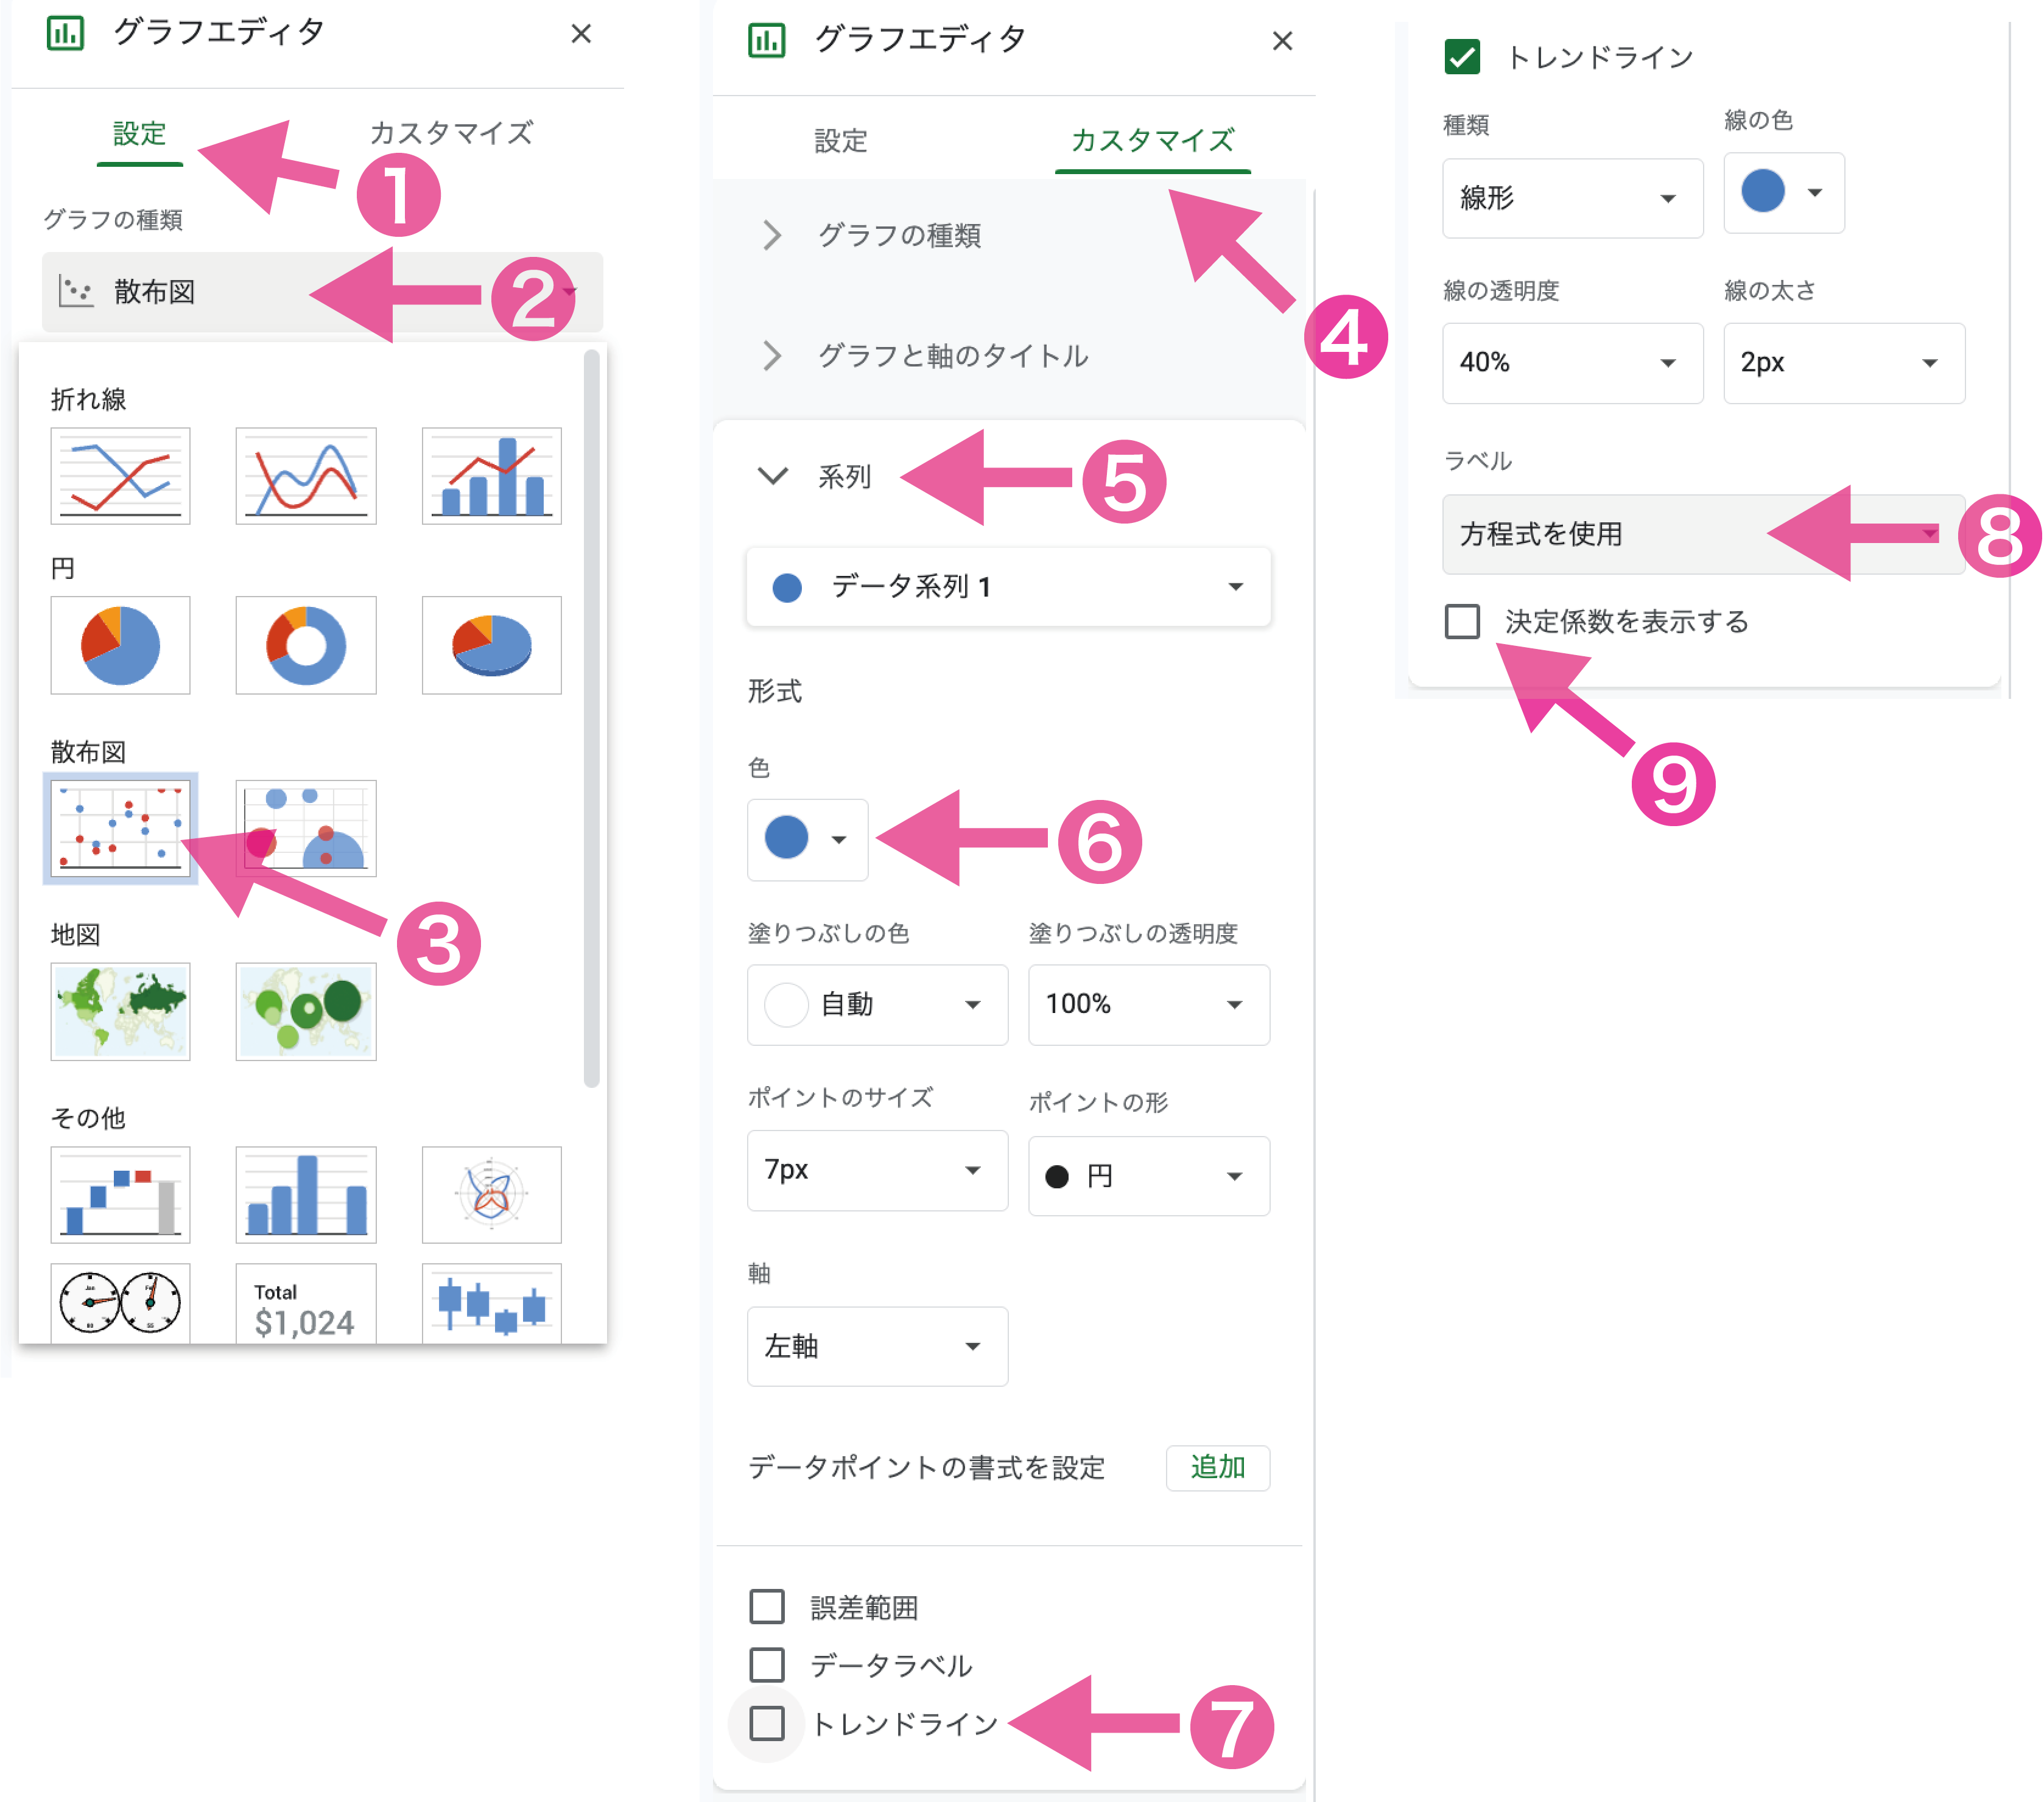 グラフエディタ
設定
カスタマイズ
❶
グラフの種類
散布図
❷
折れ線
円
散布図
❸
地図
その他
Total
$1,024
グラフエディタ
設定
カスタマイズ
❹
グラフの種類
グラフと軸のタイトル
系列
❺
データ系列 1
形式
色
❻
塗りつぶしの色
塗りつぶしの透明度
自動
100%
ポイントのサイズ
ポイントの形
7px
円
軸
左軸
データポイントの書式を設定
追加
誤差範囲
データラベル
トレンドライン
❼
トレンドライン
種類
線の色
線形
線の透明度
線の太さ
40%
2px
ラベル
方程式を使用
❽
決定係数を表示する
❾